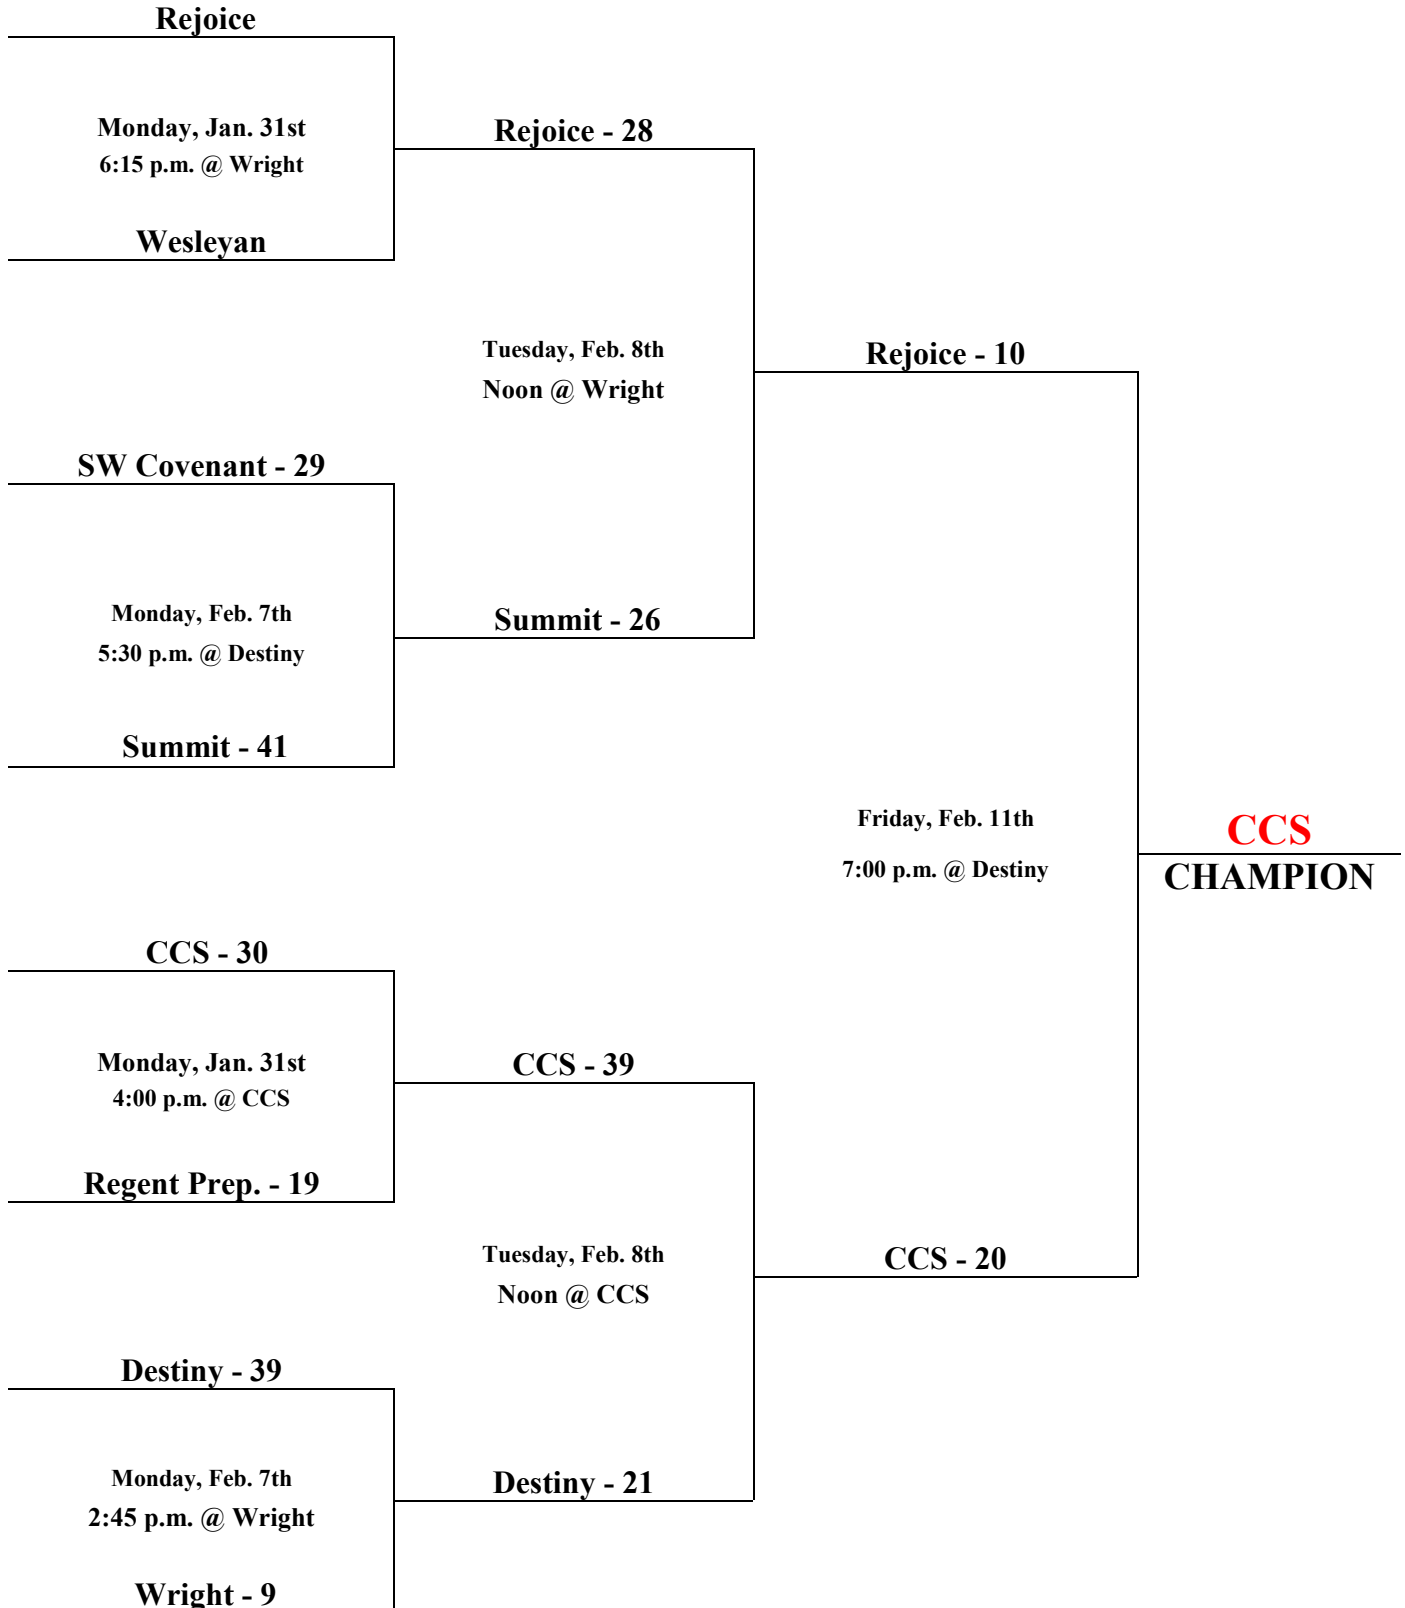 Rejoice
Monday, Jan. 31st
6:15 p.m. @ Wright
Wesleyan
Rejoice - 28
Tuesday, Feb. 8th
Noon @ Wright
SW Covenant - 29
Monday, Feb. 7th
5:30 p.m. @ Destiny
Summit - 41
Summit - 26
Rejoice - 10
Friday, Feb. 11th
7:00 p.m. @ Destiny
CCS
CHAMPION
CCS - 30
Monday, Jan. 31st
4:00 p.m. @ CCS
Regent Prep. - 19
CCS - 39
Tuesday, Feb. 8th
Noon @ CCS
CCS - 20
Destiny - 39
Monday, Feb. 7th
2:45 p.m. @ Wright
Wright - 9
Destiny - 21